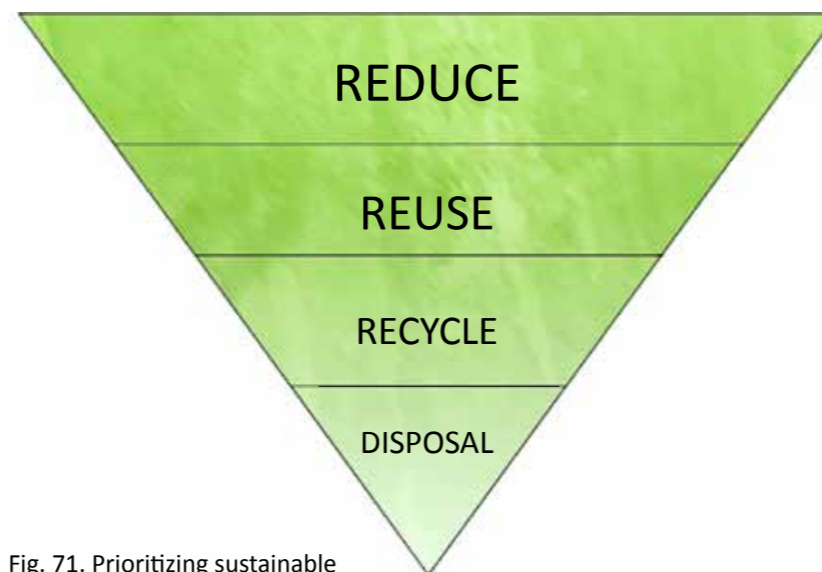 REDUCE
REUSE
RECYCLE
DISPOSAL
Fig. 71. Prioritizing sustainable